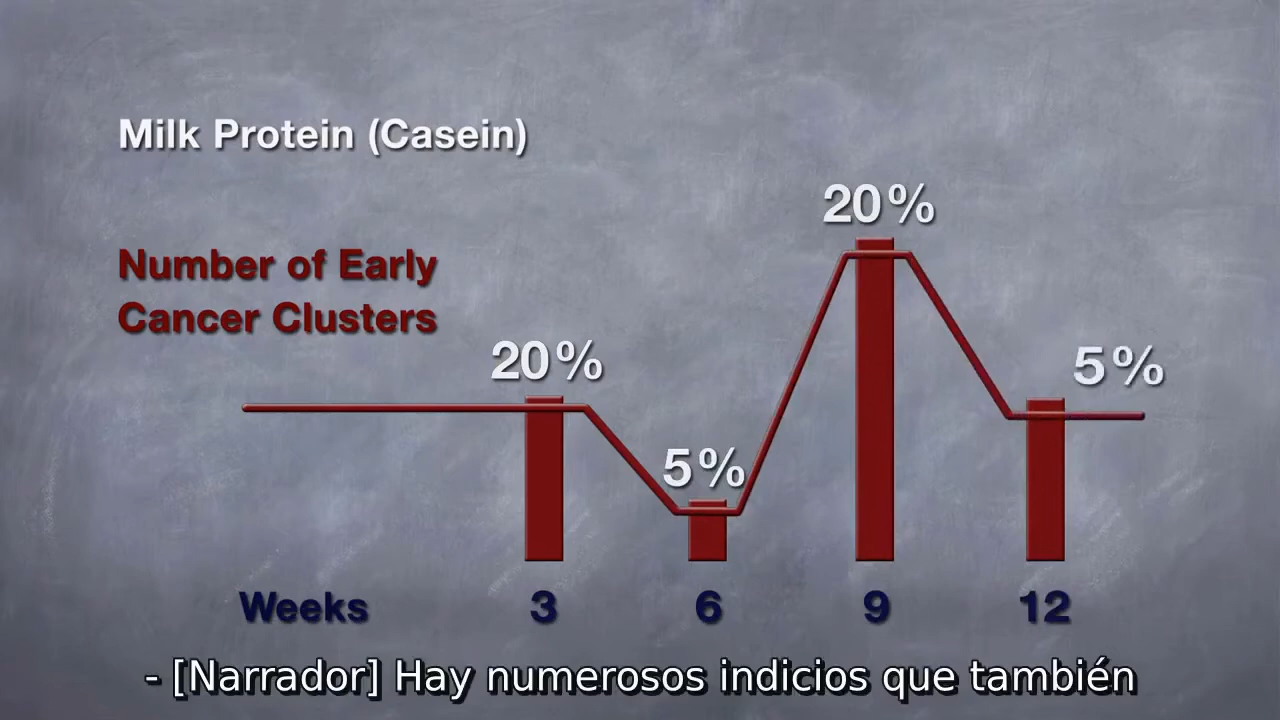 Milk Protein (Casein)
Number of Early
Cancer Clusters
20%
5%
20%
5%
Weeks 3 6 9 12
- [Narrador] Hay numerosos indicios que también